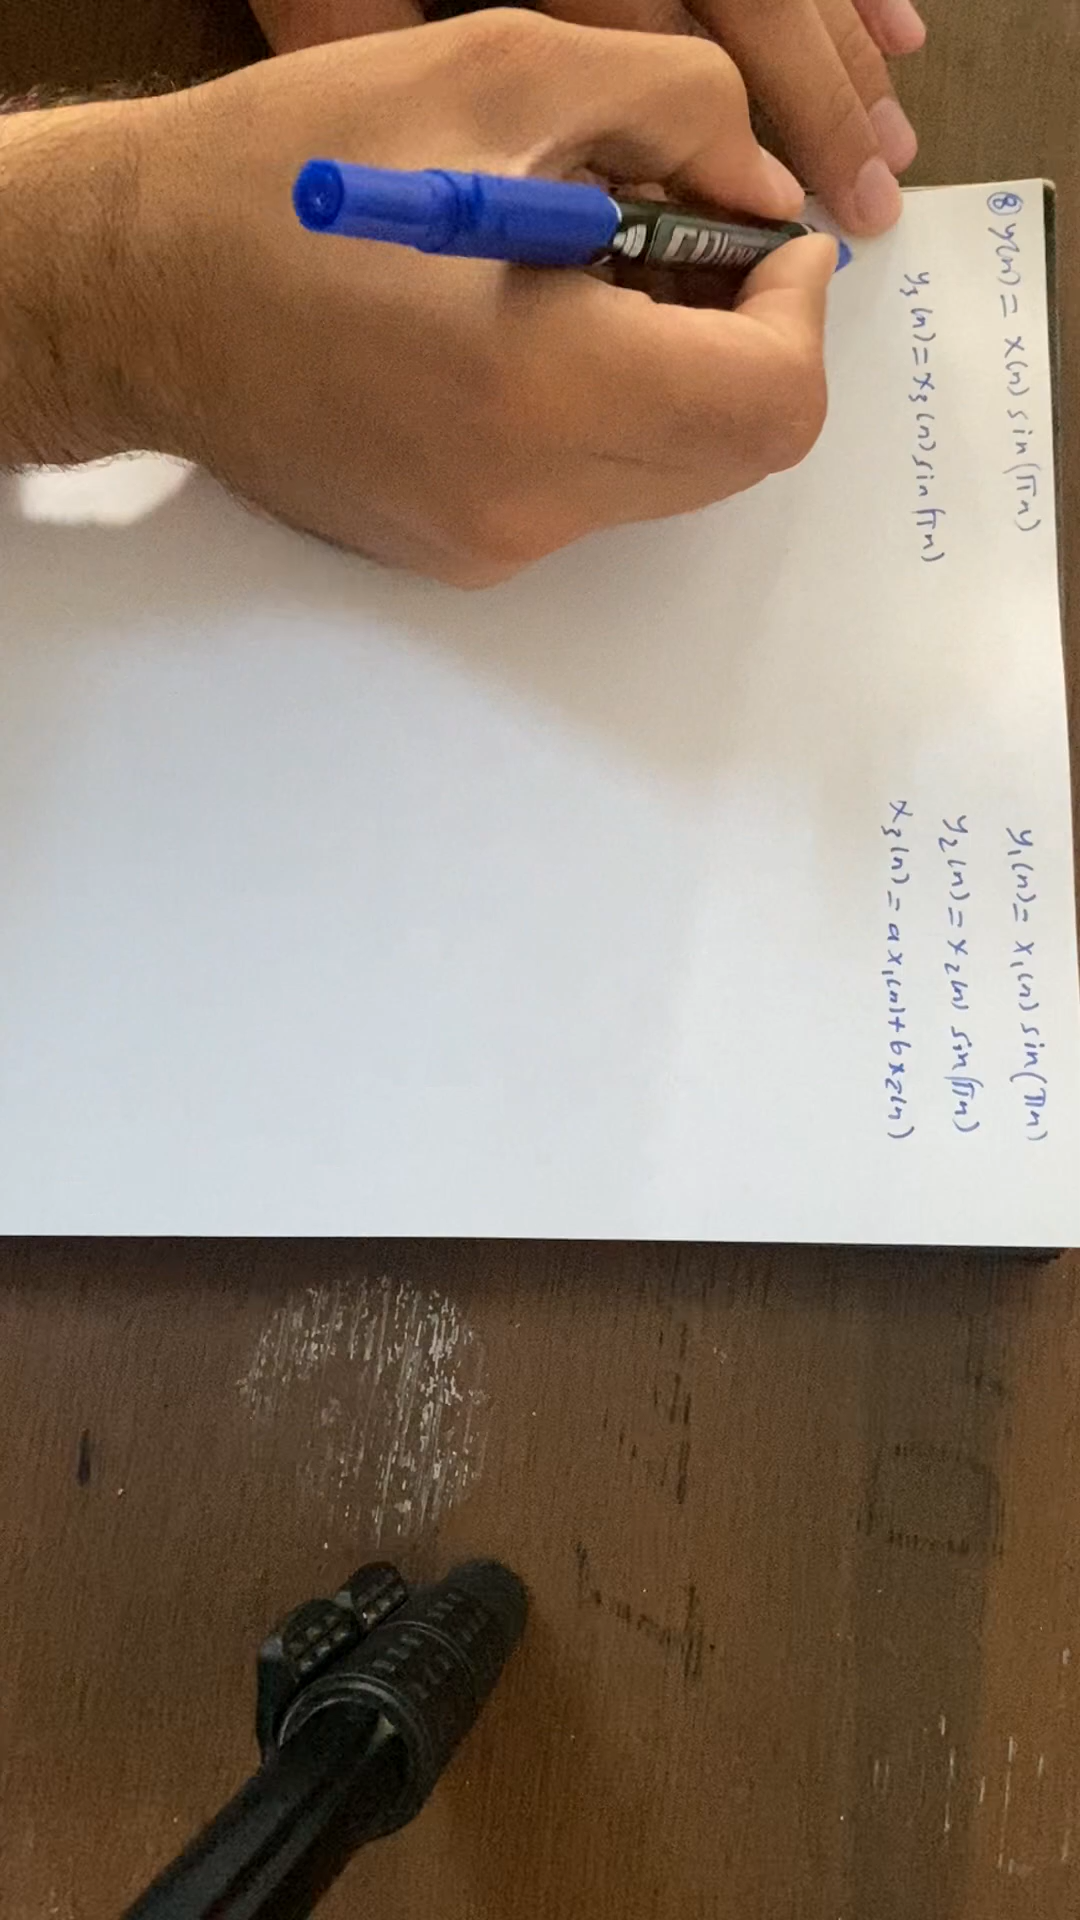 ⑧ y(n) = x(n) sin(πn)
y₃(n) = x₃(n) sin(πn)
y₁(n) = x₁(n) sin(πn)
y₂(n) = x₂(n) sin(πn)
x₃(n) = a x₁(n) + b x₂(n)